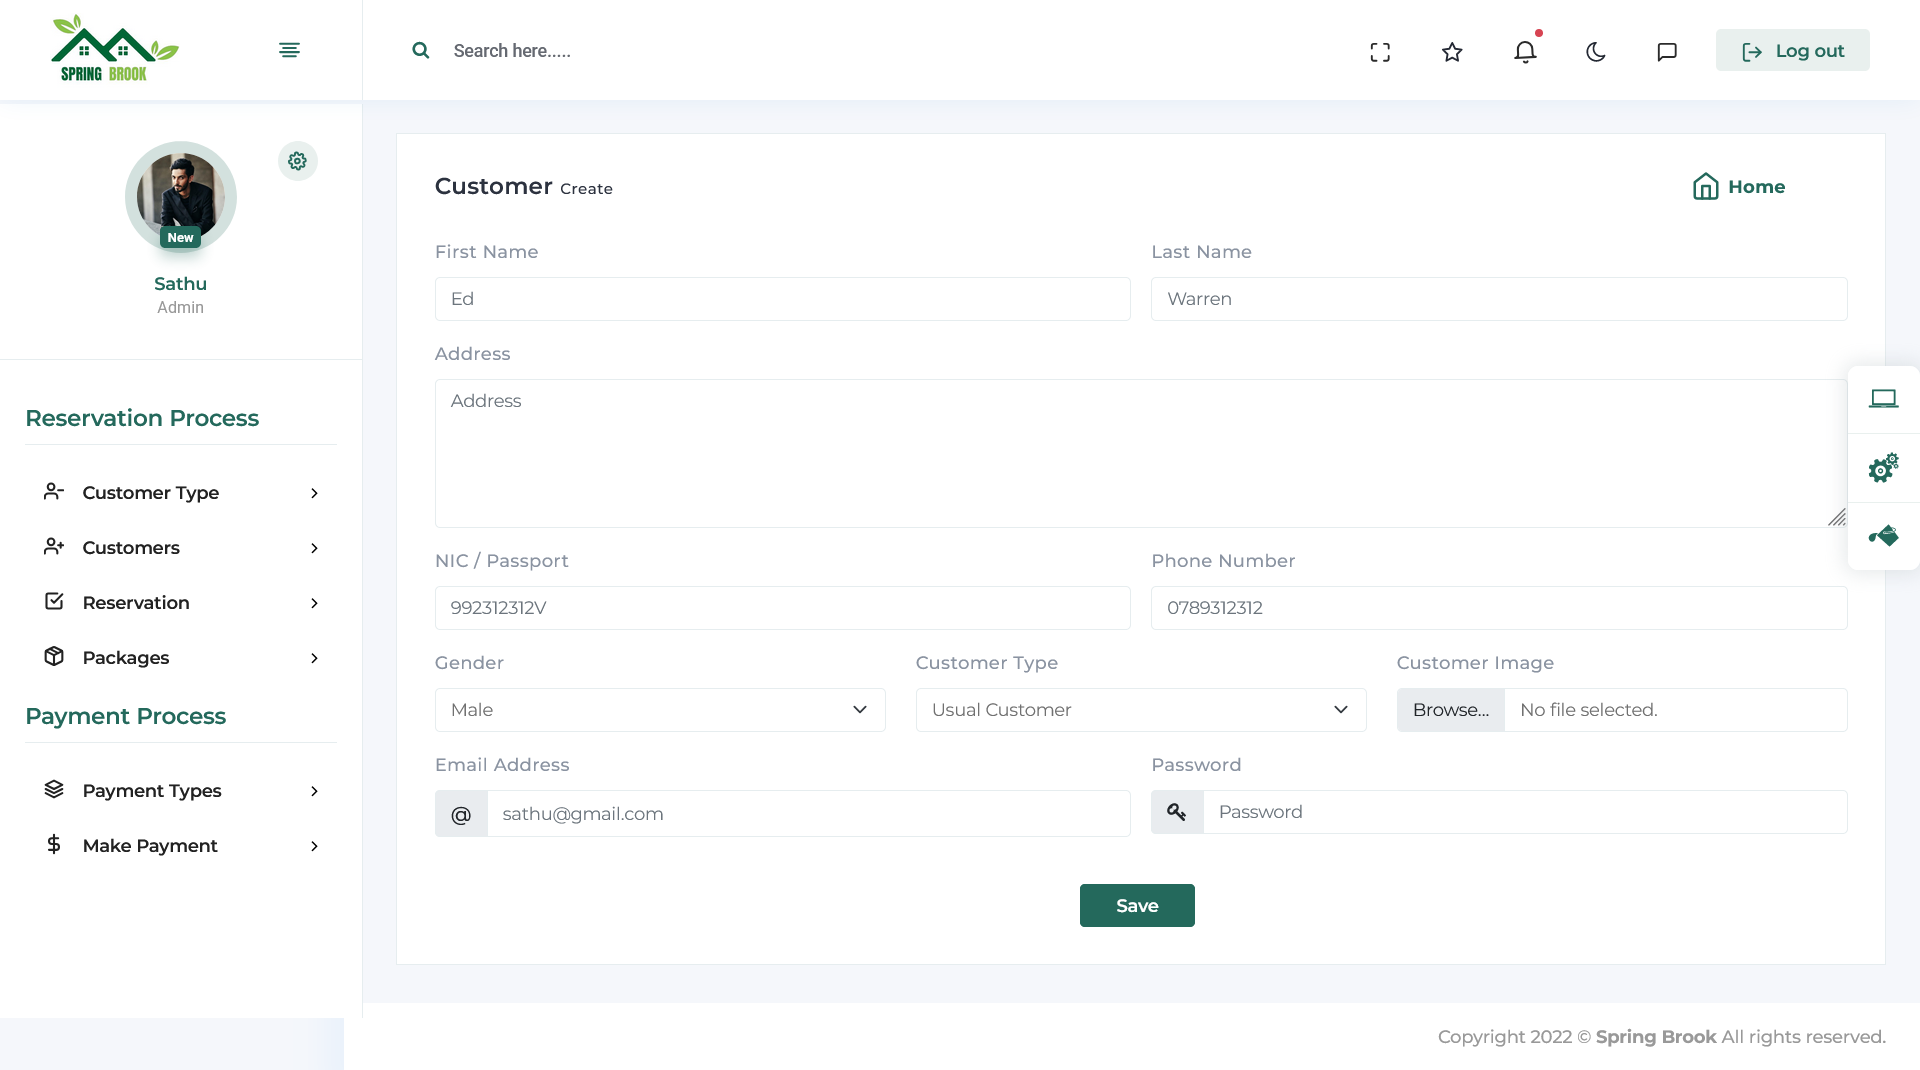 SPRING BROOK
Search here.....
Log out
New
Sathu
Admin
Reservation Process
Customer Type
Customers
Reservation
Packages
Payment Process
Payment Types
Make Payment
Customer Create
Home
First Name
Last Name
Ed
Warren
Address
Address
NIC / Passport
Phone Number
992312312V
0789312312
Gender
Customer Type
Customer Image
Male
Usual Customer
Browse...
No file selected.
Email Address
Password
@
sathu@gmail.com
Password
Save
Copyright 2022 © Spring Brook All rights reserved.